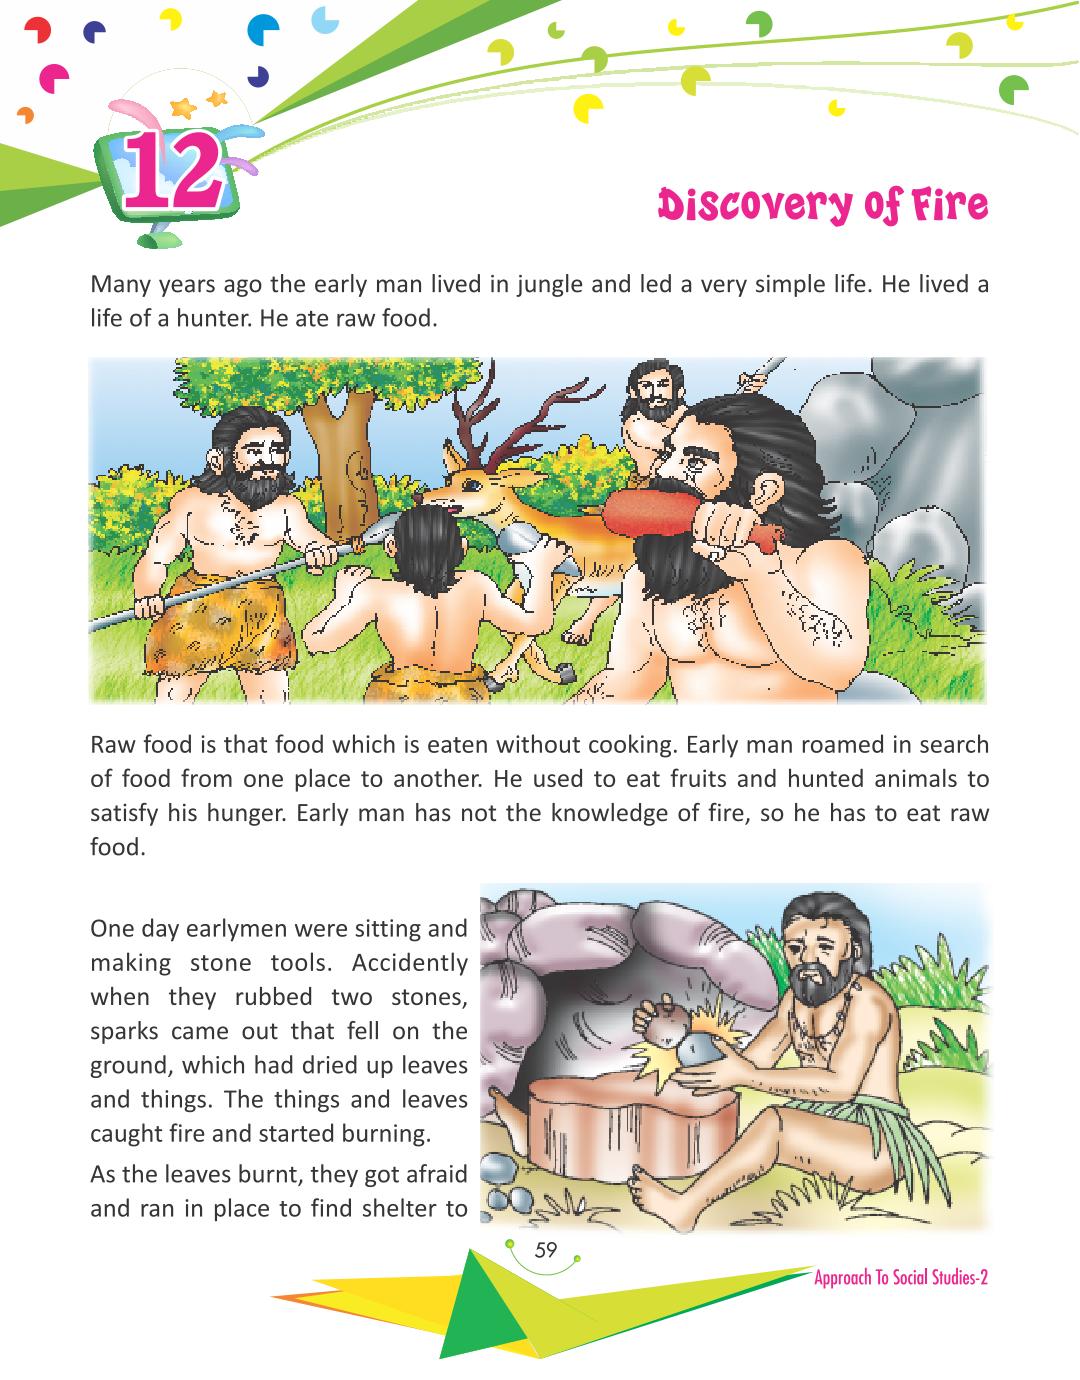 12
Discovery of Fire
Many years ago the early man lived in jungle and led a very simple life. He lived a
life of a hunter. He ate raw food.
Raw food is that food which is eaten without cooking. Early man roamed in search
of food from one place to another. He used to eat fruits and hunted animals to
satisfy his hunger. Early man has not the knowledge of fire, so he has to eat raw
food.
One day earlymen were sitting and
making stone tools. Accidently
when they rubbed two stones,
sparks came out that fell on the
ground, which had dried up leaves
and things. The things and leaves
caught fire and started burning.
As the leaves burnt, they got afraid
and ran in place to find shelter to
59
Approach To Social Studies-2